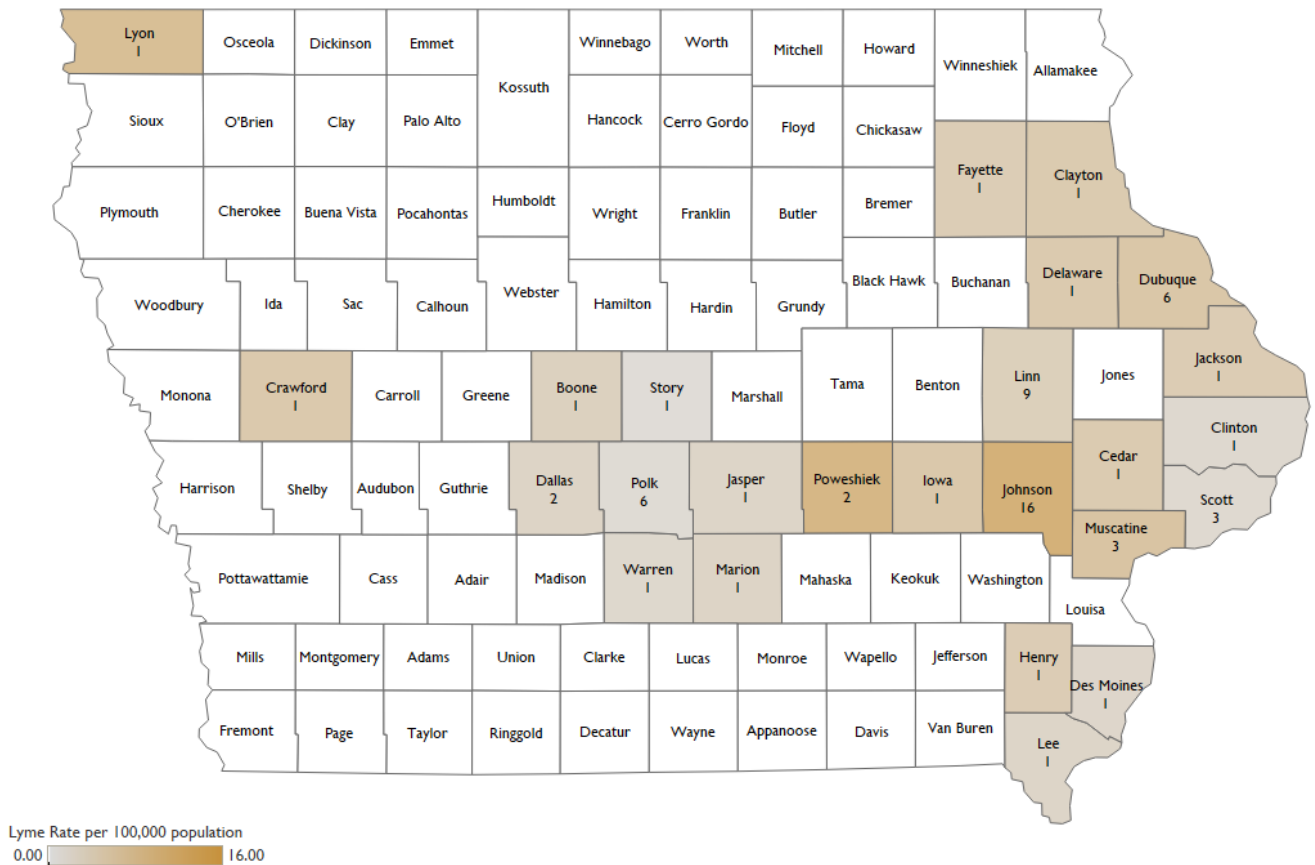 Lyon
1
Osceola
Dickinson
Emmet
Kossuth
Winnebago
Worth
Mitchell
Howard
Winneshiek
Allamakee
Sioux
O'Brien
Clay
Palo Alto
Hancock
Cerro Gordo
Floyd
Chickasaw
Fayette
1
Clayton
1
Plymouth
Cherokee
Buena Vista
Pocahontas
Humboldt
Wright
Franklin
Butler
Bremer
Woodbury
Ida
Sac
Calhoun
Webster
Hamilton
Hardin
Grundy
Black Hawk
Buchanan
Delaware
1
Dubuque
6
Monona
Crawford
1
Carroll
Greene
Boone
1
Story
1
Marshall
Tama
Benton
Linn
9
Jones
Jackson
1
Clinton
1
Harrison
Shelby
Audubon
Guthrie
Dallas
2
Polk
6
Jasper
1
Poweshiek
2
Iowa
1
Johnson
16
Cedar
1
Scott
3
Muscatine
3
Pottawattamie
Cass
Adair
Madison
Warren
1
Marion
1
Mahaska
Keokuk
Washington
Louisa
Mills
Montgomery
Adams
Union
Clarke
Lucas
Monroe
Wapello
Jefferson
Henry
1
Des Moines
1
Fremont
Page
Taylor
Ringgold
Decatur
Wayne
Appanoose
Davis
Van Buren
Lee
1
Lyme Rate per 100,000 population
0.00 16.00